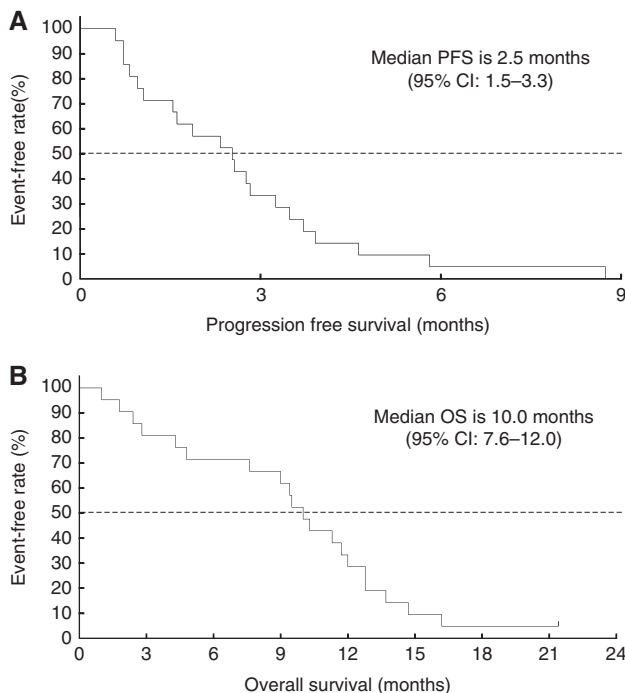 A
100
90
80
70
60
50
40
30
20
10
0
Event-free rate(%)
Median PFS is 2.5 months
(95% CI: 1.5–3.3)
0 3 6 9
Progression free survival (months)
B
100
90
80
70
60
50
40
30
20
10
0
Event-free rate (%)
Median OS is 10.0 months
(95% CI: 7.6–12.0)
0 3 6 9 12 15 18 21 24
Overall survival (months)